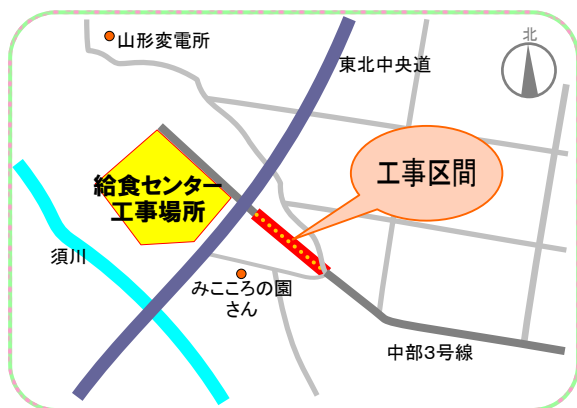 北
山形変電所
東北中央道
工事区間
給食センター
工事場所
須川
みこころの園
さん
中部3号線